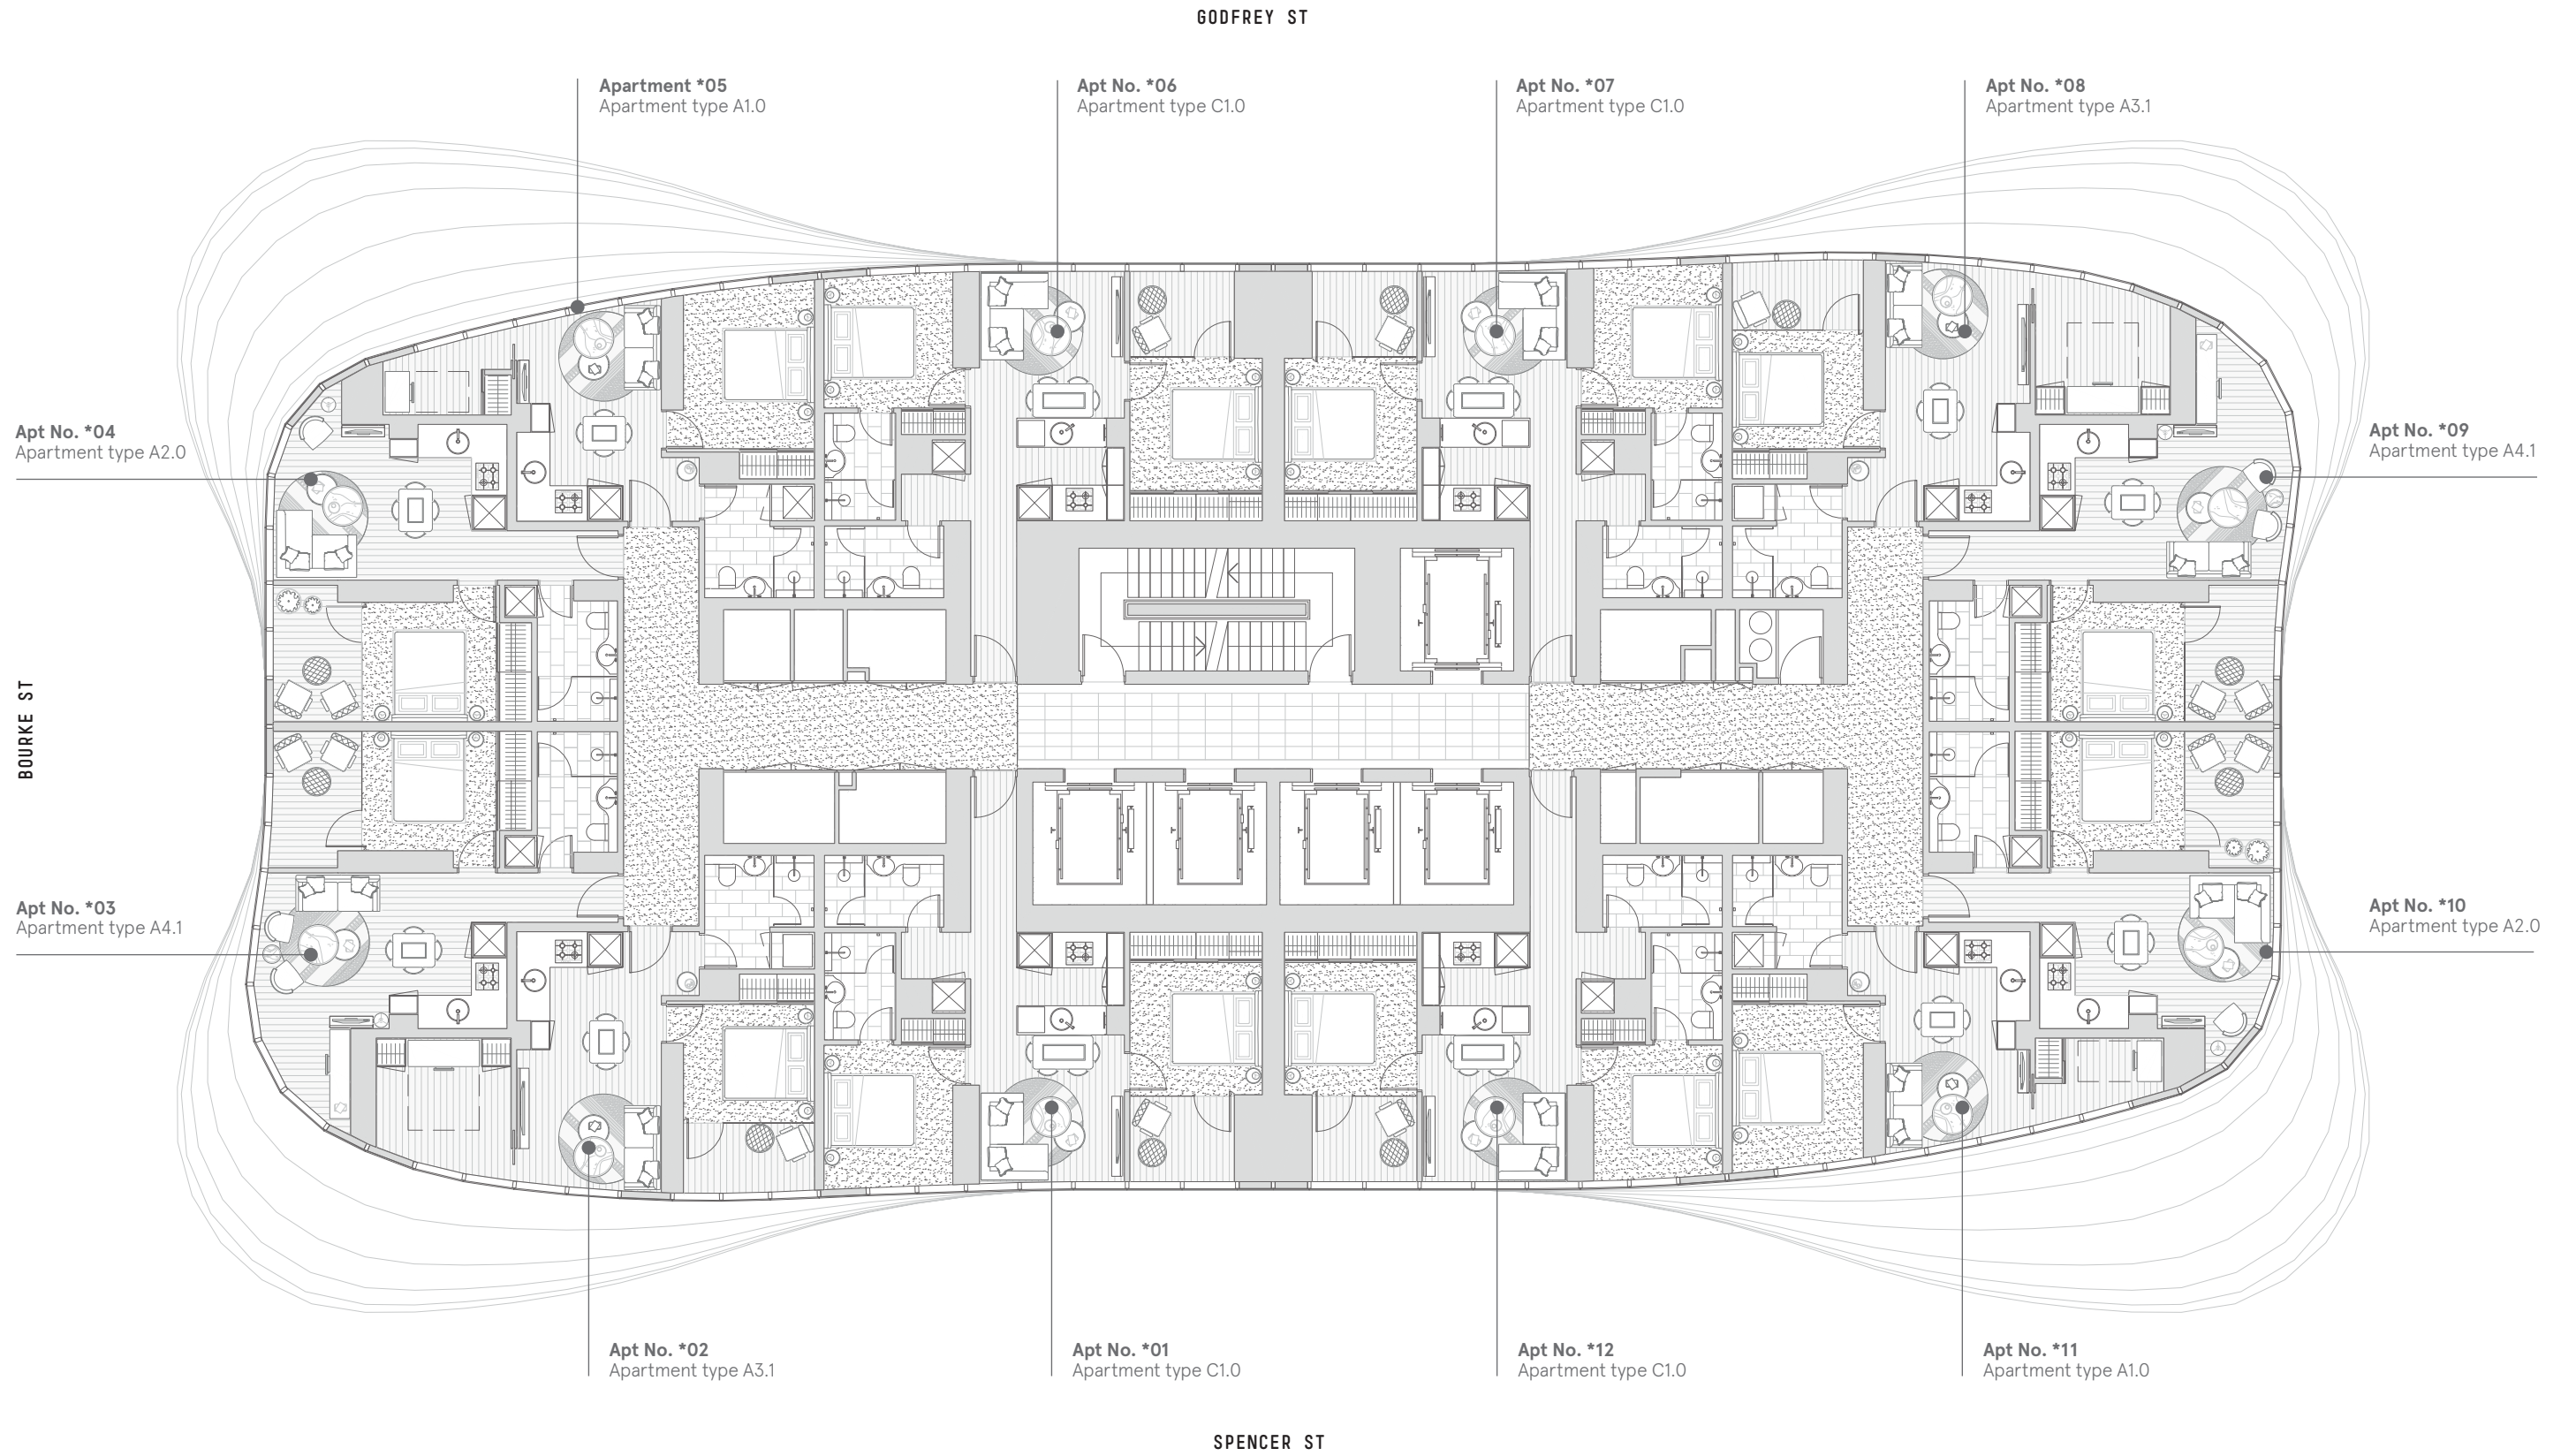 GODFREY ST
Apartment *05
Apartment type A1.0
Apt No. *06
Apartment type C1.0
Apt No. *07
Apartment type C1.0
Apt No. *08
Apartment type A3.1
Apt No. *04
Apartment type A2.0
Apt No. *09
Apartment type A4.1
BOURKE ST
Apt No. *03
Apartment type A4.1
Apt No. *10
Apartment type A2.0
Apt No. *02
Apartment type A3.1
Apt No. *01
Apartment type C1.0
Apt No. *12
Apartment type C1.0
Apt No. *11
Apartment type A1.0
SPENCER ST